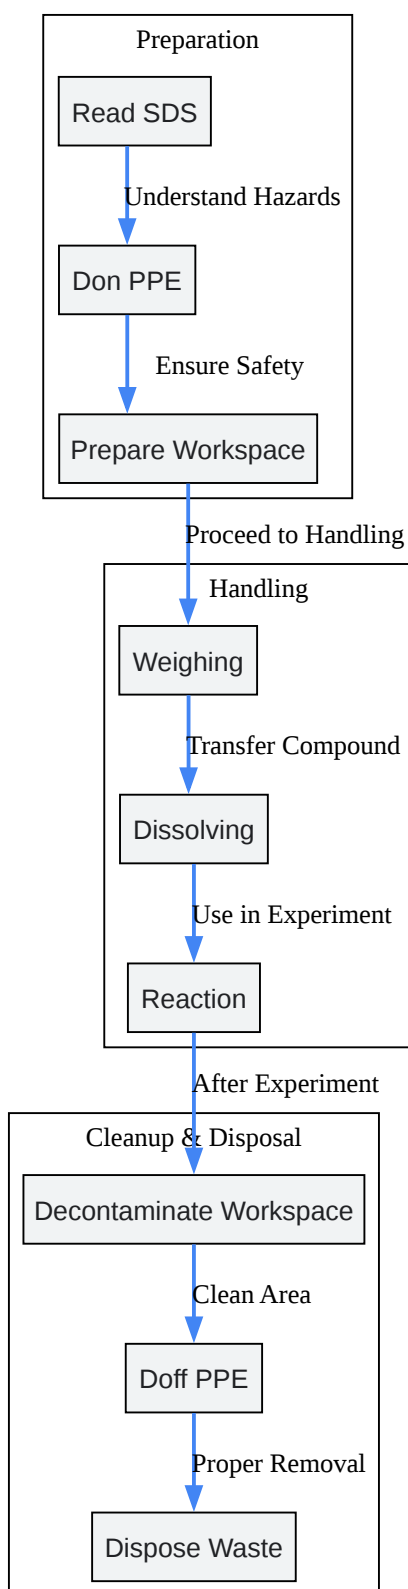 Preparation
Read SDS
Understand Hazards
Don PPE
Ensure Safety
Prepare Workspace
Proceed to Handling
Handling
Weighing
Transfer Compound
Dissolving
Use in Experiment
Reaction
After Experiment
Cleanup & Disposal
Decontaminate Workspace
Clean Area
Doff PPE
Proper Removal
Dispose Waste